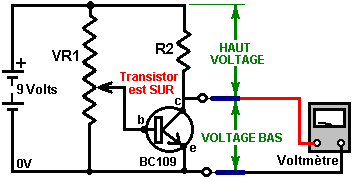 HAUT
VOLTAGE
R2
VR1
+
9 Volts
Transistor
est SUR
c
b
e
BC109
VOLTAGE BAS
0V
Voltmètre